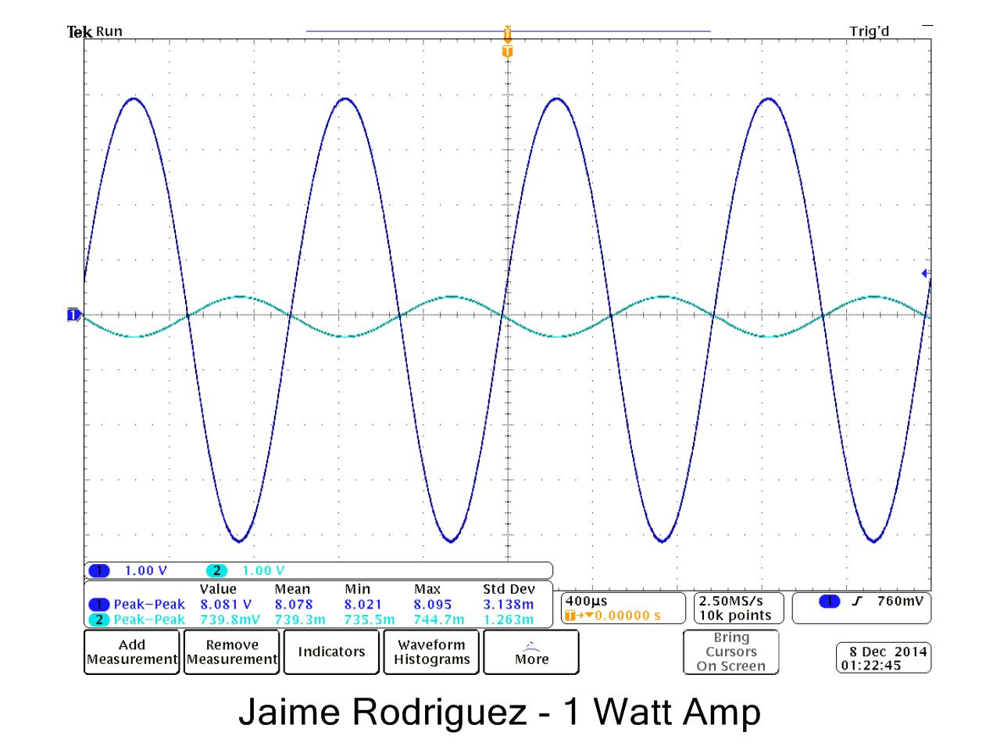 Tek Run Trig'd
T
T
1
1 1.00 V 2 1.00 V
Value Mean Min Max Std Dev
1 Peak−Peak 8.081 V 8.078 8.021 8.095 3.138m
2 Peak−Peak 739.8mV 739.3m 735.5m 744.7m 1.263m
400µs
T→▼0.00000 s
2.50MS/s
10k points
1 760mV
Add
Measurement
Remove
Measurement
Indicators
Waveform
Histograms
More
Bring
Cursors
On Screen
8 Dec 2014
01:22:45
Jaime Rodriguez - 1 Watt Amp